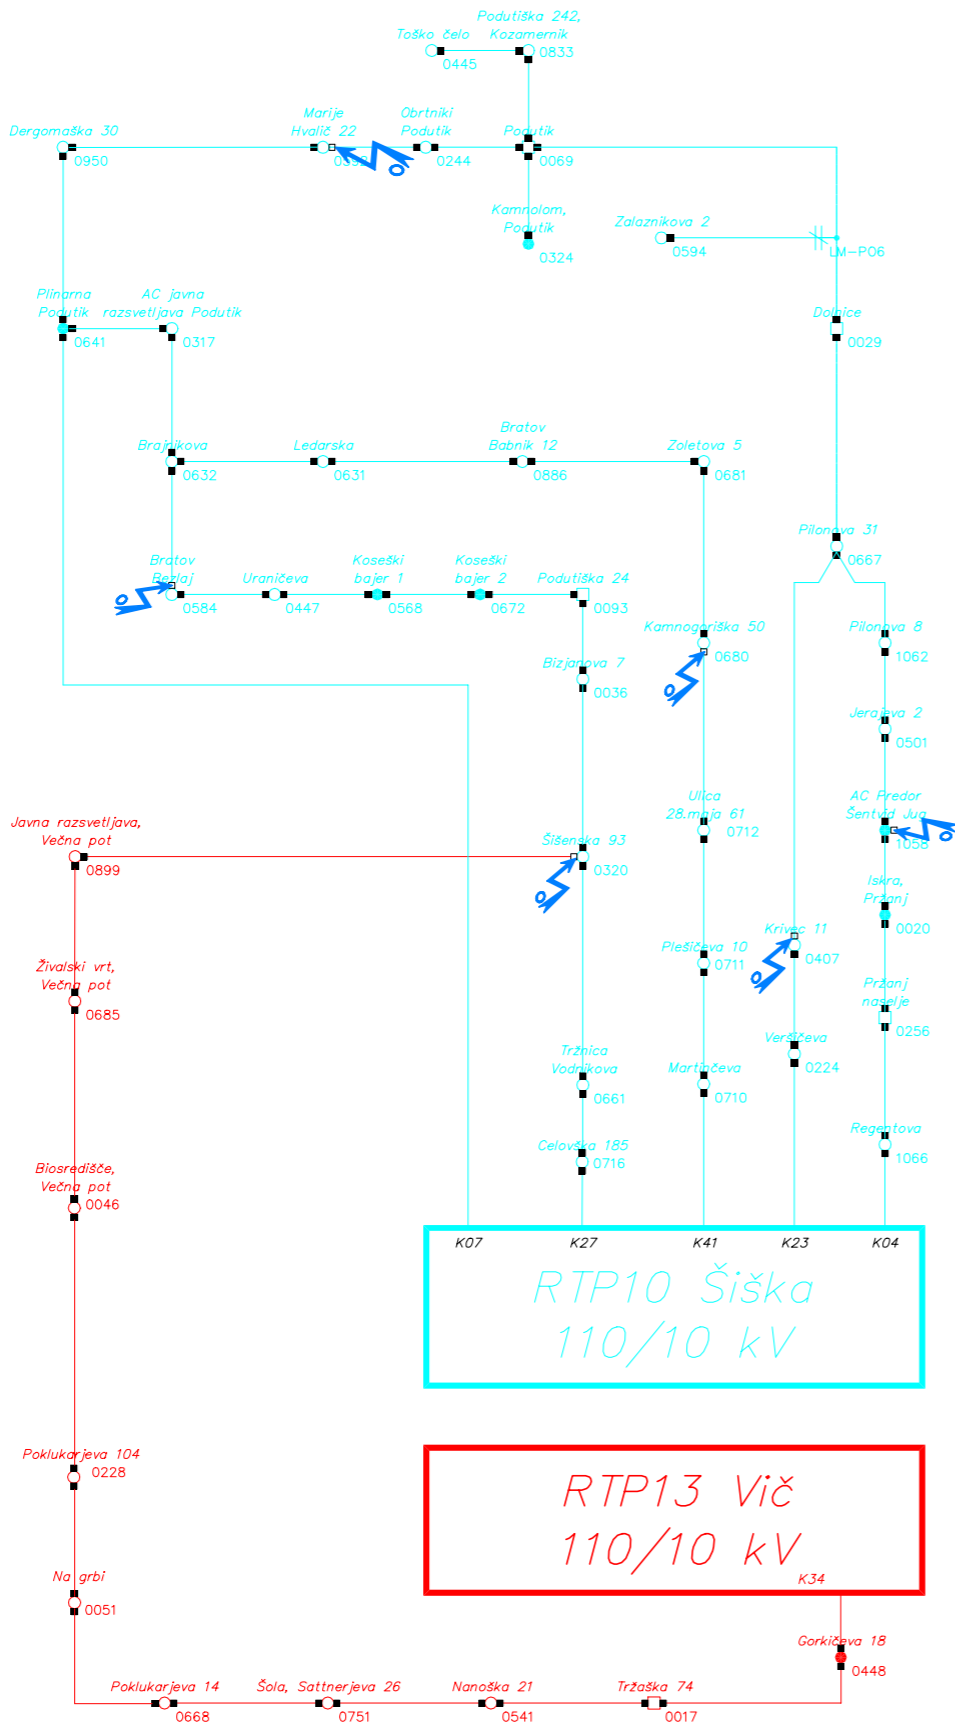 Podutiška 242,
Toško čelo Kozamernik
0445 0833
Marije
Hvalič 22
Obrtniki
Podutik
Podutik
Dergomaška 30
0950
0244
0069
Kamnolom,
Podutik
0324
Zalaznikova 2
0594
LM-P06
Plinarna
Podutik
0641
AC javna
razsvetljava Podutik
0317
Dolnice
0029
Brajnikova
0632
Ledarska
0631
Bratov
Babnik 12
0886
Zoletova 5
0681
Pilonova 31
0667
Bratov
Bezlaj
0584
Uraničeva
0447
Koseški
bajer 1
0568
Koseški
bajer 2
0672
Podutiška 24
0093
Kamnogoriška 50
0680
Pilonova 8
1062
Bizjanova 7
0036
Jerajeva 2
0501
Ulica
28.maja 61
0712
AC Predor
Šentvid Jug
1058
Javna razsvetljava,
Večna pot
0899
Šišenska 93
0320
Iskra,
Pržanj
0020
Krivec 11
0407
Plešičeva 10
0711
Živalski vrt,
Večna pot
0685
Pržanj
naselje
0256
Veršičeva
0224
Tržnica
Vodnikova
0661
Martinčeva
0710
Celovška 185
0716
Regentova
1066
Biosredišče,
Večna pot
0046
K07 K27 K41 K23 K04
RTP10 Šiška
110/10 kV
Poklukarjeva 104
0228
RTP13 Vič
110/10 kV
K34
Na grbi
0051
Gorkičeva 18
0448
Poklukarjeva 14
0668
Šola, Sattnerjeva 26
0751
Nanoška 21
0541
Tržaška 74
0017